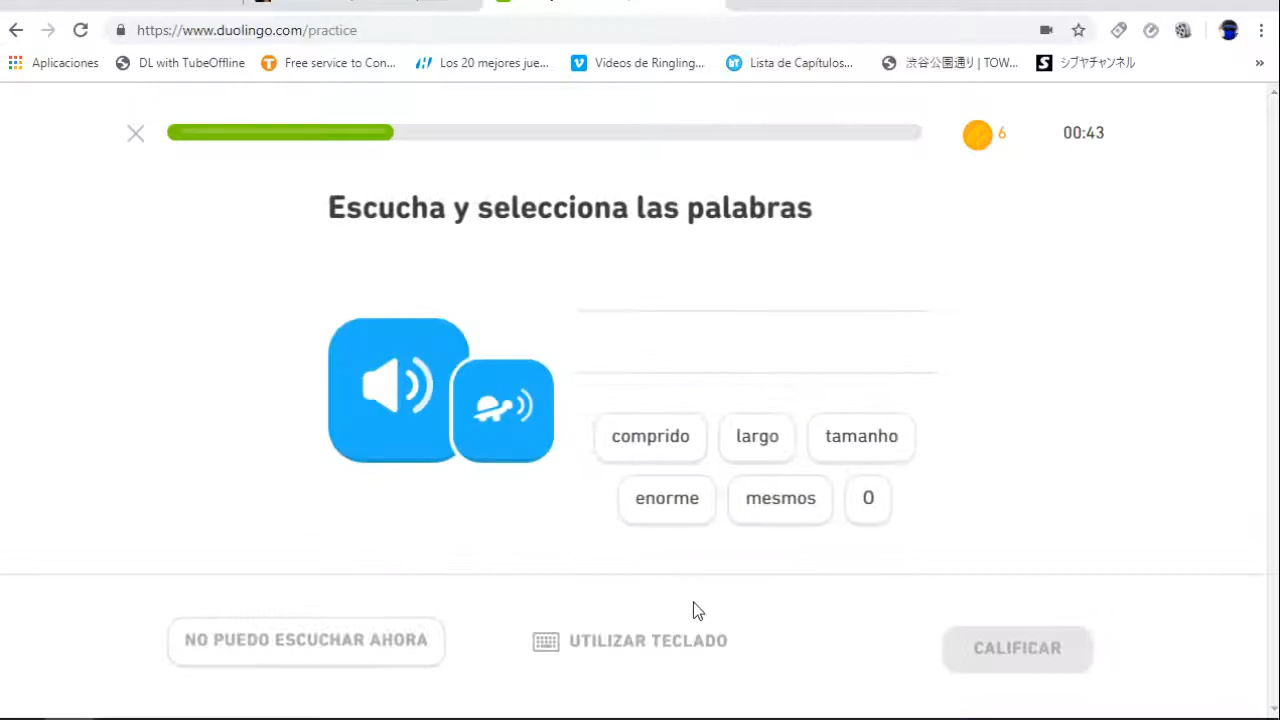 https://www.duolingo.com/practice
Aplicaciones DL with TubeOffline Free service to Con... Los 20 mejores jue... Videos de Ringling... Lista de Capítulos... 渋谷公園通り | TOW... シブヤチャンネル »
6 00:43
Escucha y selecciona las palabras
comprido largo tamanho
enorme mesmos O
NO PUEDO ESCUCHAR AHORA UTILIZAR TECLADO CALIFICAR